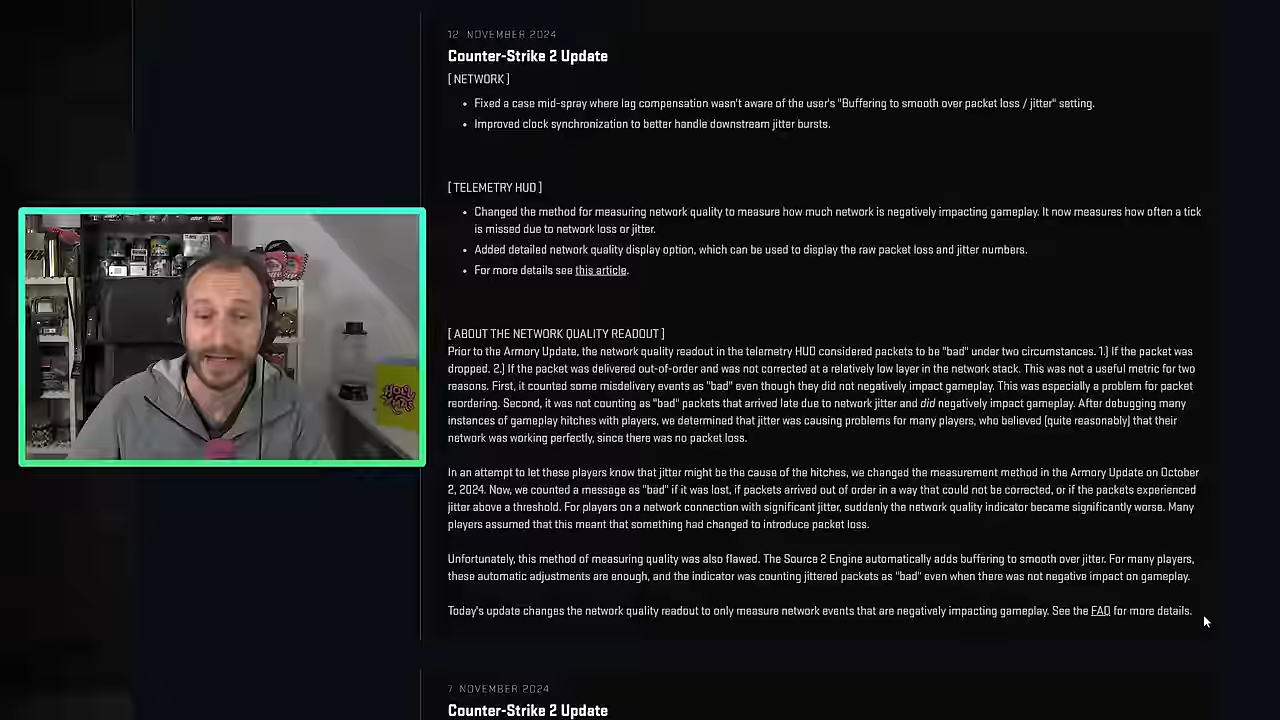 12 NOVEMBER 2024
Counter-Strike 2 Update
[ NETWORK ]
• Fixed a case mid-spray where lag compensation wasn't aware of the user's "Buffering to smooth over packet loss / jitter" setting.
• Improved clock synchronization to better handle downstream jitter bursts.
[ TELEMETRY HUD ]
• Changed the method for measuring network quality to measure how much network is negatively impacting gameplay. It now measures how often a tick
is missed due to network loss or jitter.
• Added detailed network quality display option, which can be used to display the raw packet loss and jitter numbers.
• For more details see this article.
[ ABOUT THE NETWORK QUALITY READOUT ]
Prior to the Armory Update, the network quality readout in the telemetry HUD considered packets to be "bad" under two circumstances. 1.) If the packet was
dropped. 2.) If the packet was delivered out-of-order and was not corrected at a relatively low layer in the network stack. This was not a useful metric for two
reasons. First, it counted some misdelivery events as "bad" even though they did not negatively impact gameplay. This was especially a problem for packet
reordering. Second, it was not counting as "bad" packets that arrived late due to network jitter and did negatively impact gameplay. After debugging many
instances of gameplay hitches with players, we determined that jitter was causing problems for many players, who believed (quite reasonably) that their
network was working perfectly, since there was no packet loss.
In an attempt to let these players know that jitter might be the cause of the hitches, we changed the measurement method in the Armory Update on October
2, 2024. Now, we counted a message as "bad" if it was lost, if packets arrived out of order in a way that could not be corrected, or if the packets experienced
jitter above a threshold. For players on a network connection with significant jitter, suddenly the network quality indicator became significantly worse. Many
players assumed that this meant that something had changed to introduce packet loss.
Unfortunately, this method of measuring quality was also flawed. The Source 2 Engine automatically adds buffering to smooth over jitter. For many players,
these automatic adjustments are enough, and the indicator was counting jittered packets as "bad" even when there was not negative impact on gameplay.
Today's update changes the network quality readout to only measure network events that are negatively impacting gameplay. See the FAQ for more details.
7 NOVEMBER 2024
Counter-Strike 2 Update